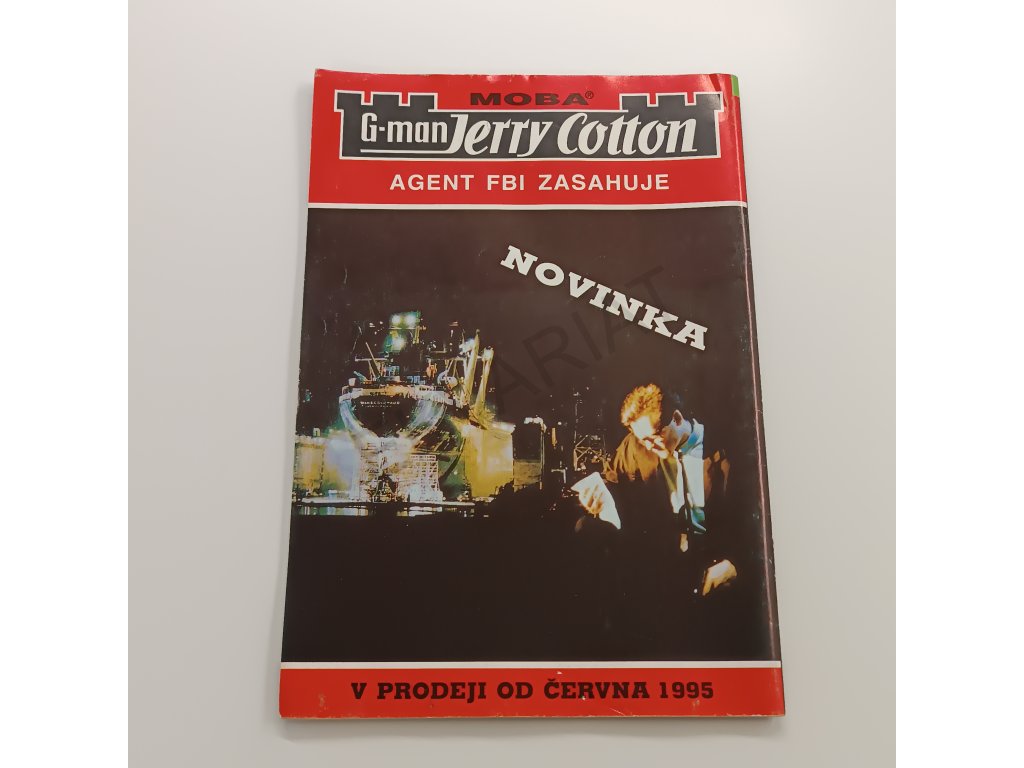 MOBA®
G-man Jerry Cotton
AGENT FBI ZASAHUJE
NOVINKA
V PRODEJI OD ČERVNA 1995